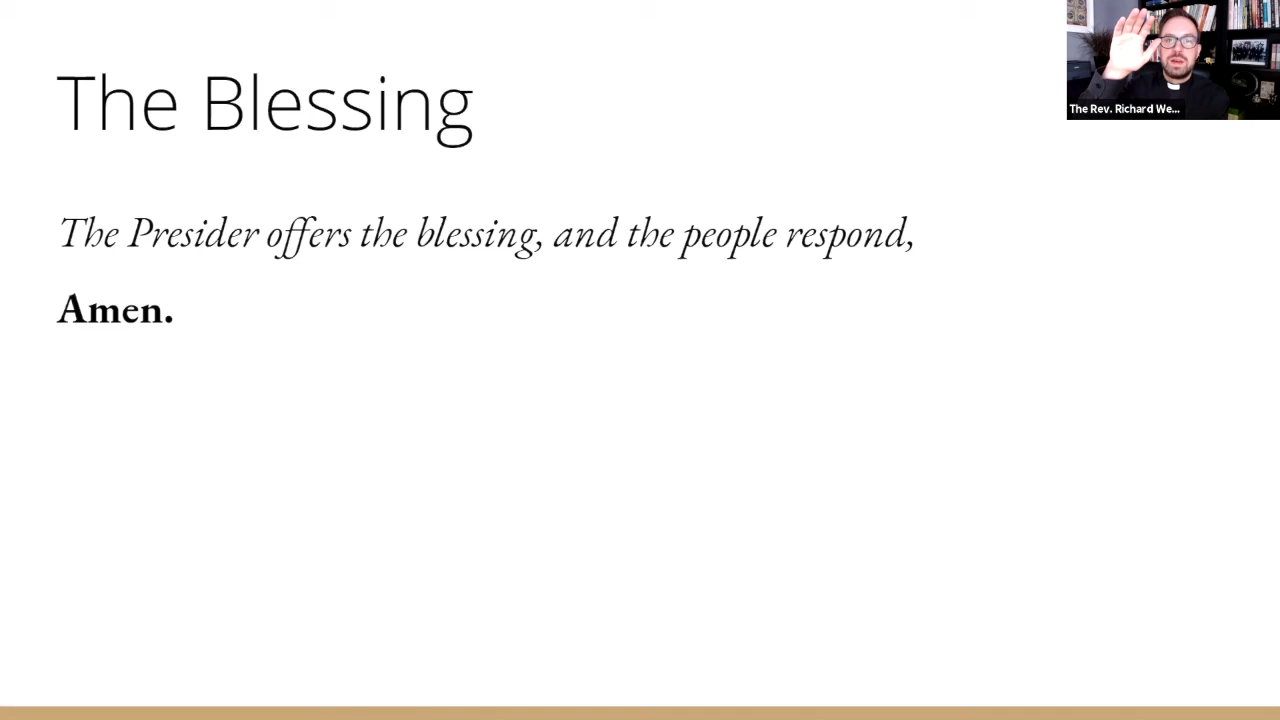 The Blessing
The Presider offers the blessing, and the people respond,
Amen.
The Rev. Richard We...